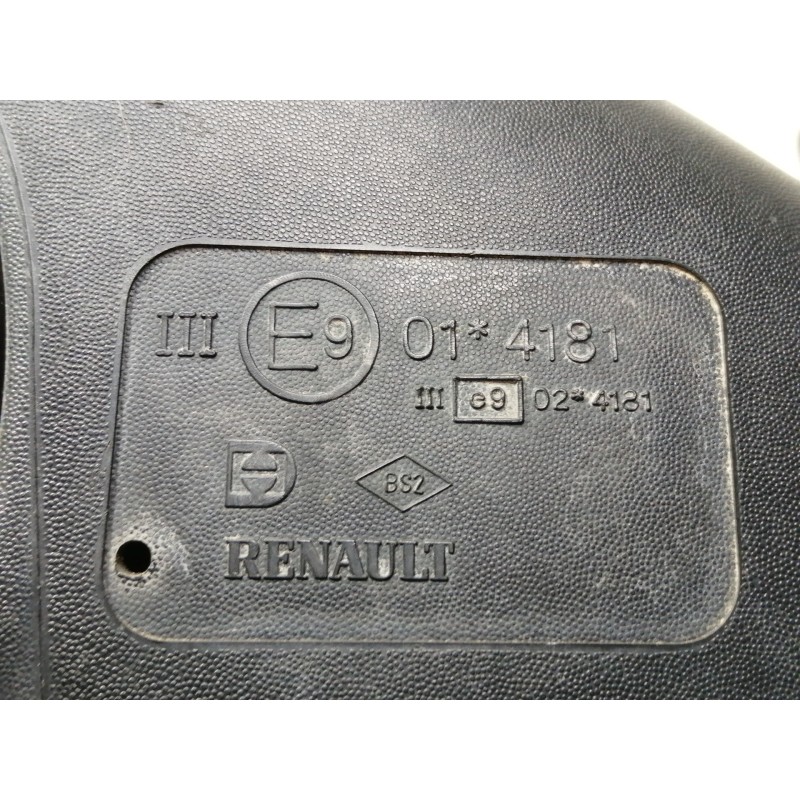 III E9 01* 4181
III e9 02* 4181
BS2
RENAULT